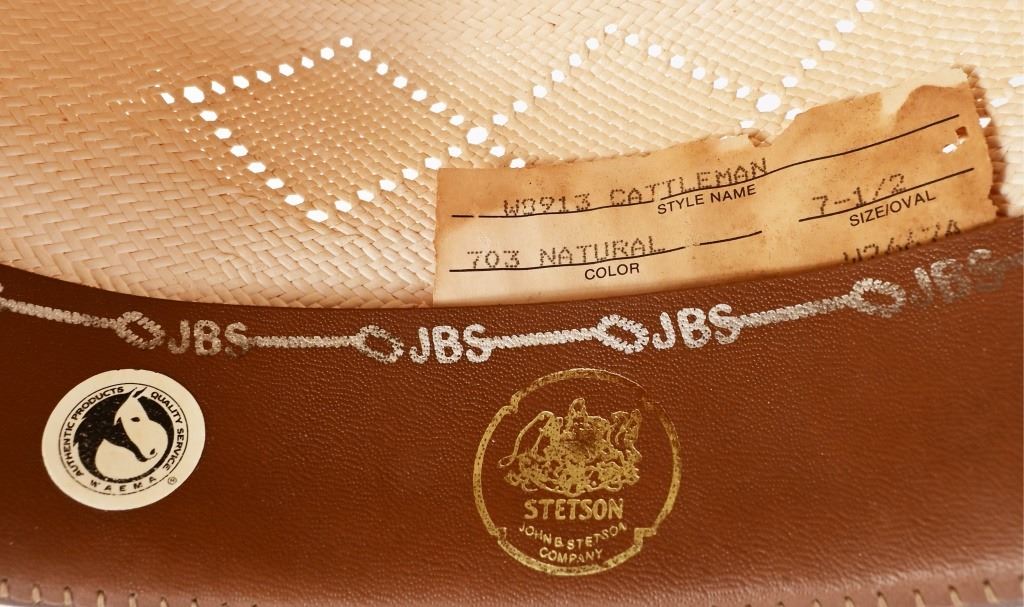 W8913 CATTLEMAN
STYLE NAME
7-1/2
SIZE/OVAL
703 NATURAL
COLOR
JBS JBS JBS JBS
AUTHENTIC PRODUCTS QUALITY SERVICE
WAEMA ®
STETSON
JOHN B STETSON
COMPANY